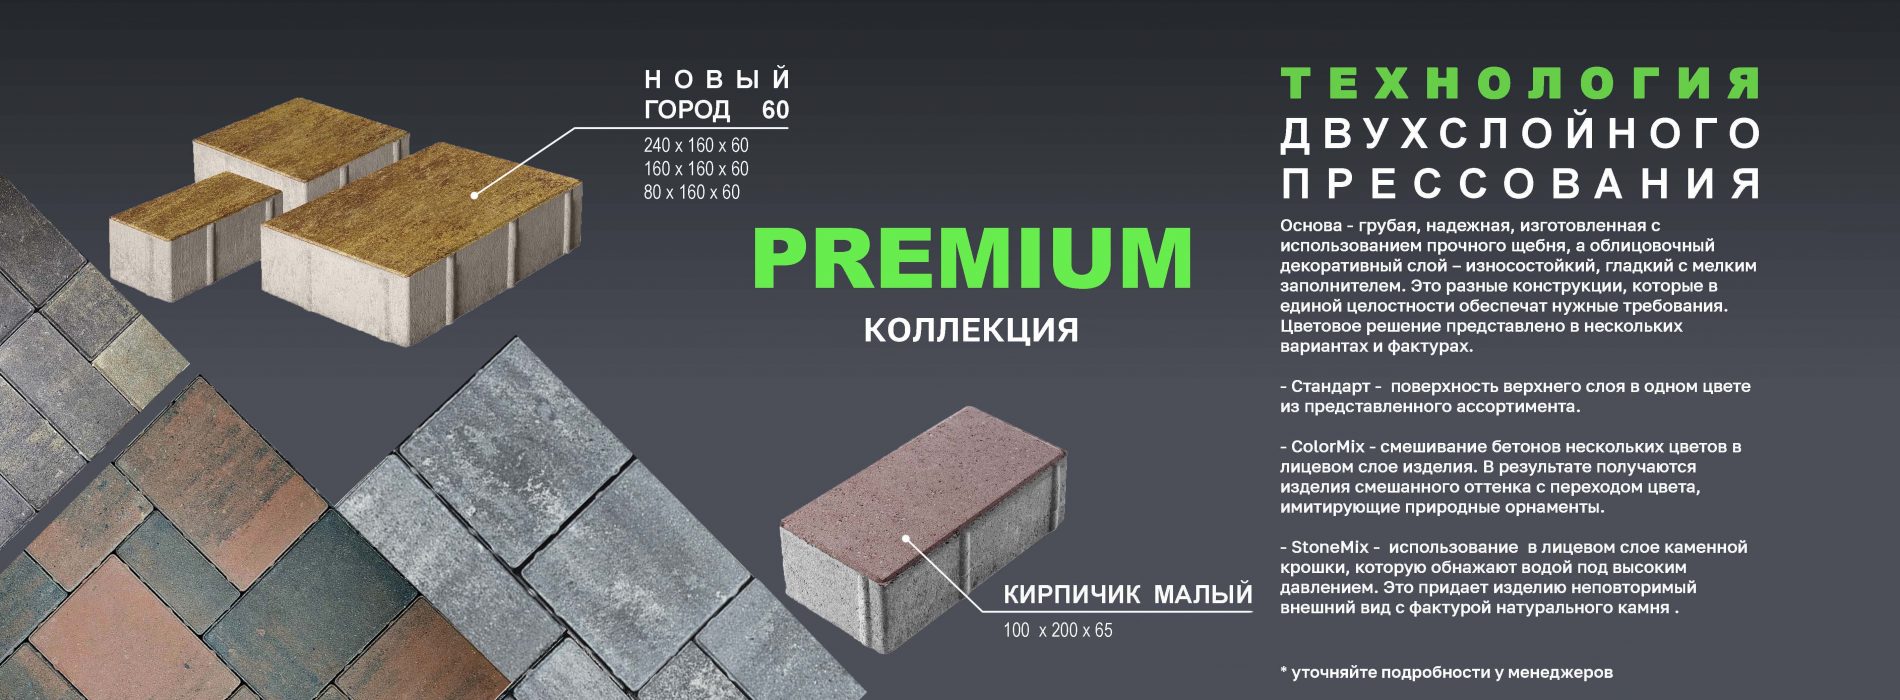 НОВЫЙ
ГОРОД 60
240 x 160 x 60
160 x 160 x 60
80 x 160 x 60
PREMIUM
КОЛЛЕКЦИЯ
КИРПИЧИК МАЛЫЙ
100 x 200 x 65
ТЕХНОЛОГИЯ
ДВУХСЛОЙНОГО
ПРЕССОВАНИЯ
Основа - грубая, надежная, изготовленная с
использованием прочного щебня, а облицовочный
декоративный слой – износостойкий, гладкий с мелким
заполнителем. Это разные конструкции, которые в
единой целостности обеспечат нужные требования.
Цветовое решение представлено в нескольких
вариантах и фактурах.
- Стандарт - поверхность верхнего слоя в одном цвете
из представленного ассортимента.
- ColorMix - смешивание бетонов нескольких цветов в
лицевом слое изделия. В результате получаются
изделия смешанного оттенка с переходом цвета,
имитирующие природные орнаменты.
- StoneMix - использование в лицевом слое каменной
крошки, которую обнажают водой под высоким
давлением. Это придает изделию неповторимый
внешний вид с фактурой натурального камня .
* уточняйте подробности у менеджеров